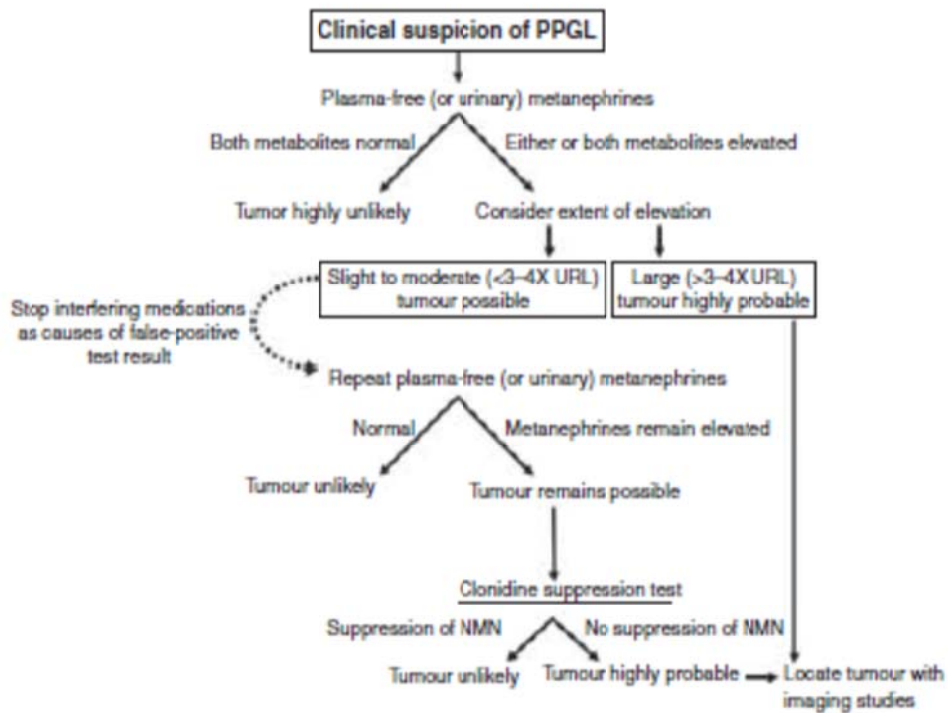 Clinical suspicion of PPGL
Plasma-free (or urinary) metanephrines
Both metabolites normal
Either or both metabolites elevated
Tumor highly unlikely
Consider extent of elevation
Slight to moderate (<3–4X URL)
tumour possible
Large (>3–4XURL)
tumour highly probable
Stop interfering medications
as causes of false-positive
test result
Repeat plasma-free (or urinary) metanephrines
Normal
Metanephrines remain elevated
Tumour unlikely
Tumour remains possible
Clonidine suppression test
Suppression of NMN
No suppression of NMN
Tumour unlikely
Tumour highly probable
Locate tumour with
imaging studies